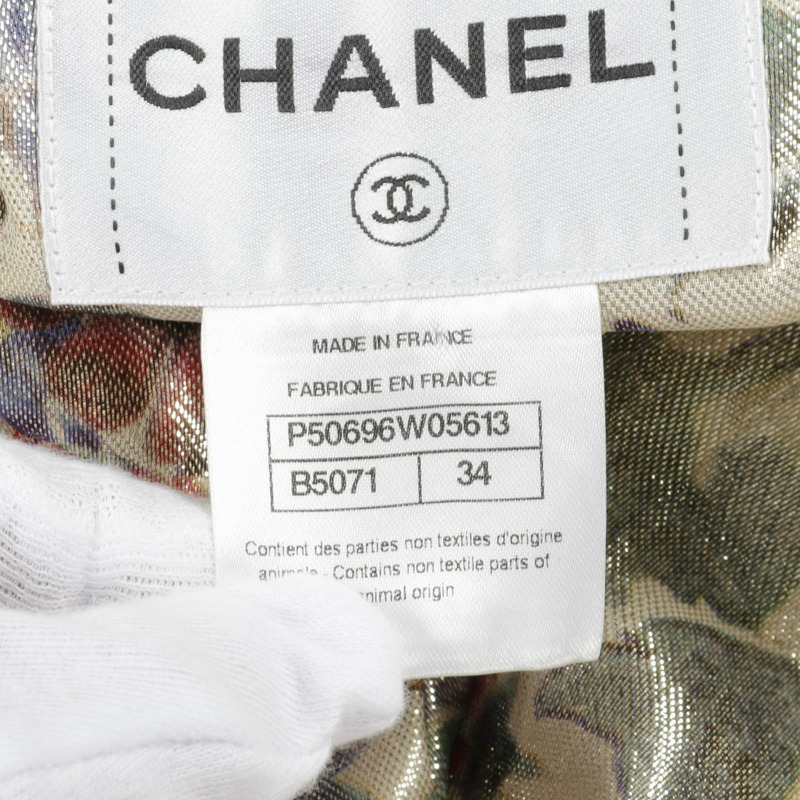 CHANEL
MADE IN FRANCE
FABRIQUE EN FRANCE
P50696W05613
B5071 34
Contient des parties non textiles d'origine
- Contains non textile parts of
animal origin